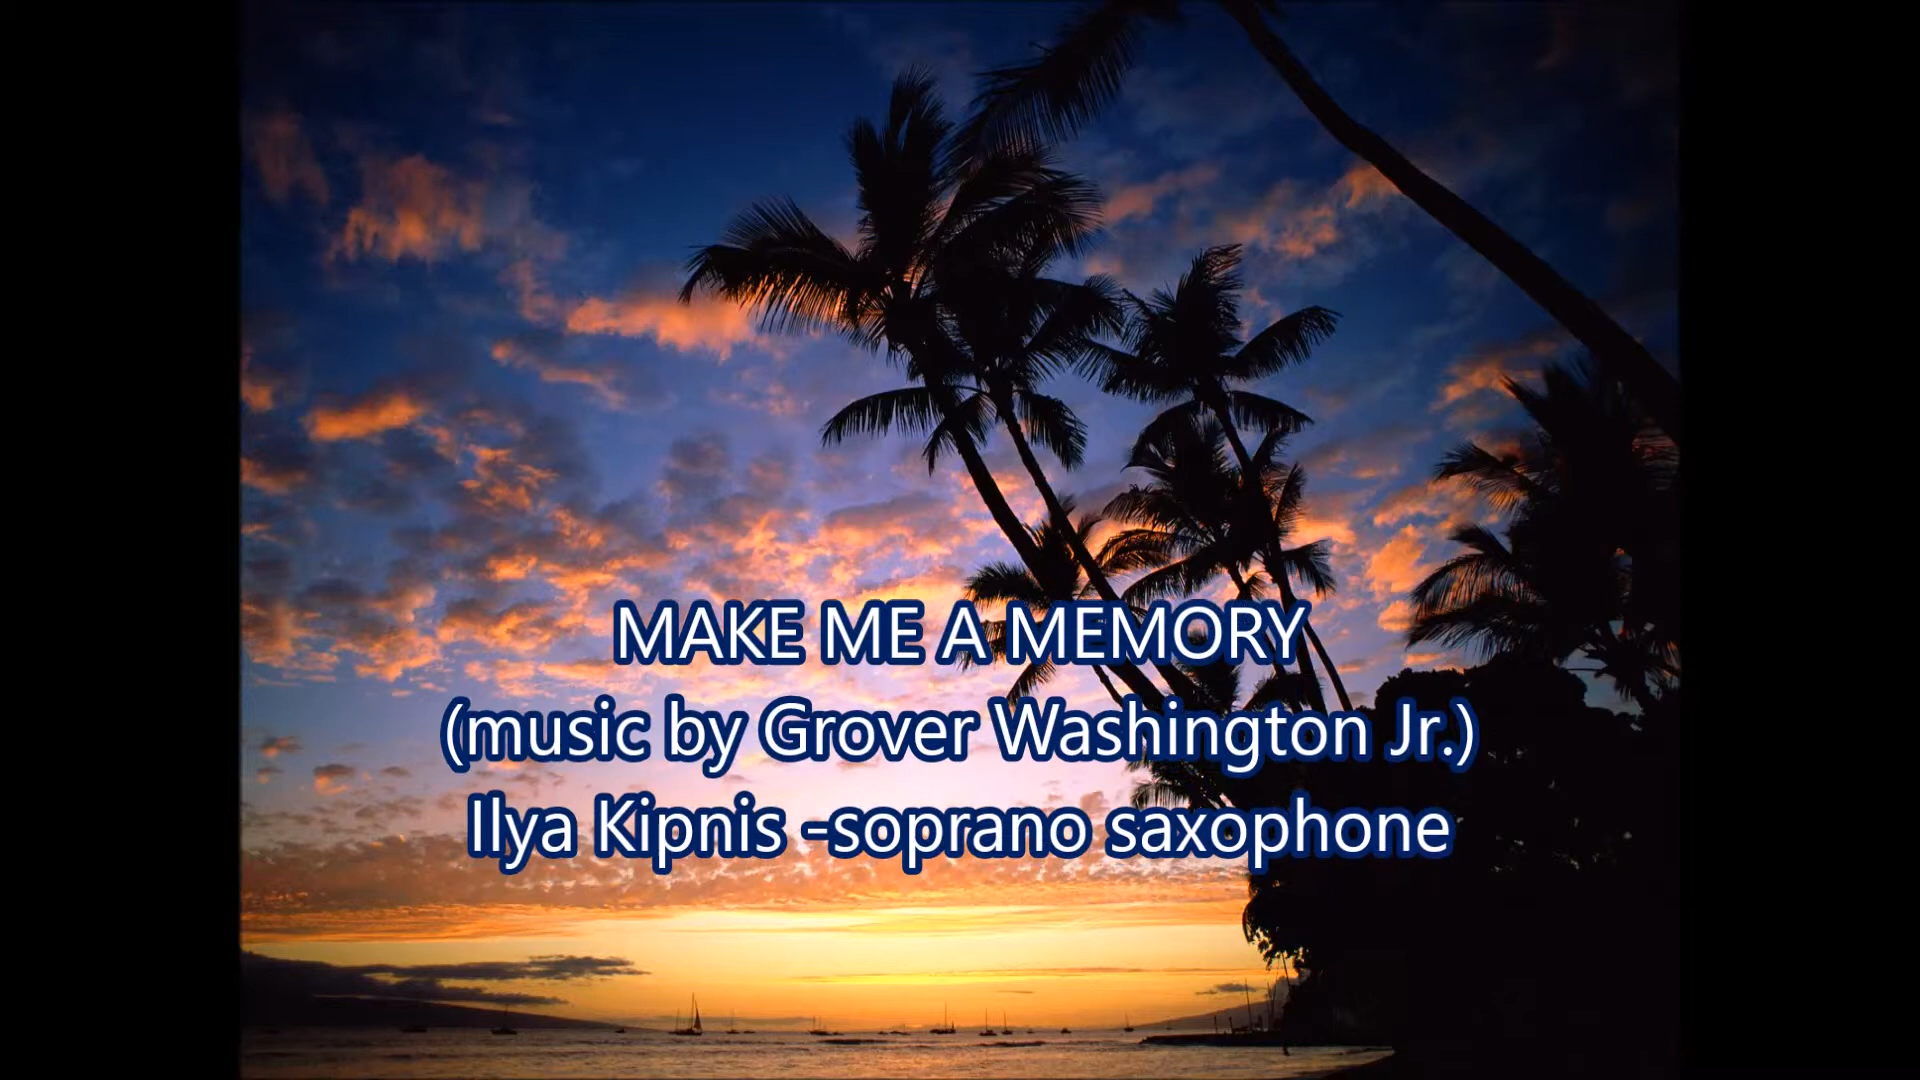 MAKE ME A MEMORY
(music by Grover Washington Jr.)
Ilya Kipnis -soprano saxophone